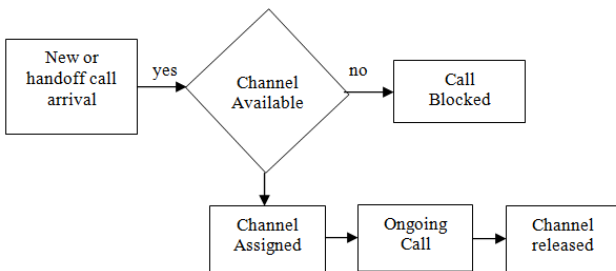 New or
handoff call
arrival
yes
Channel
Available
no
Call
Blocked
Channel
Assigned
Ongoing
Call
Channel
released